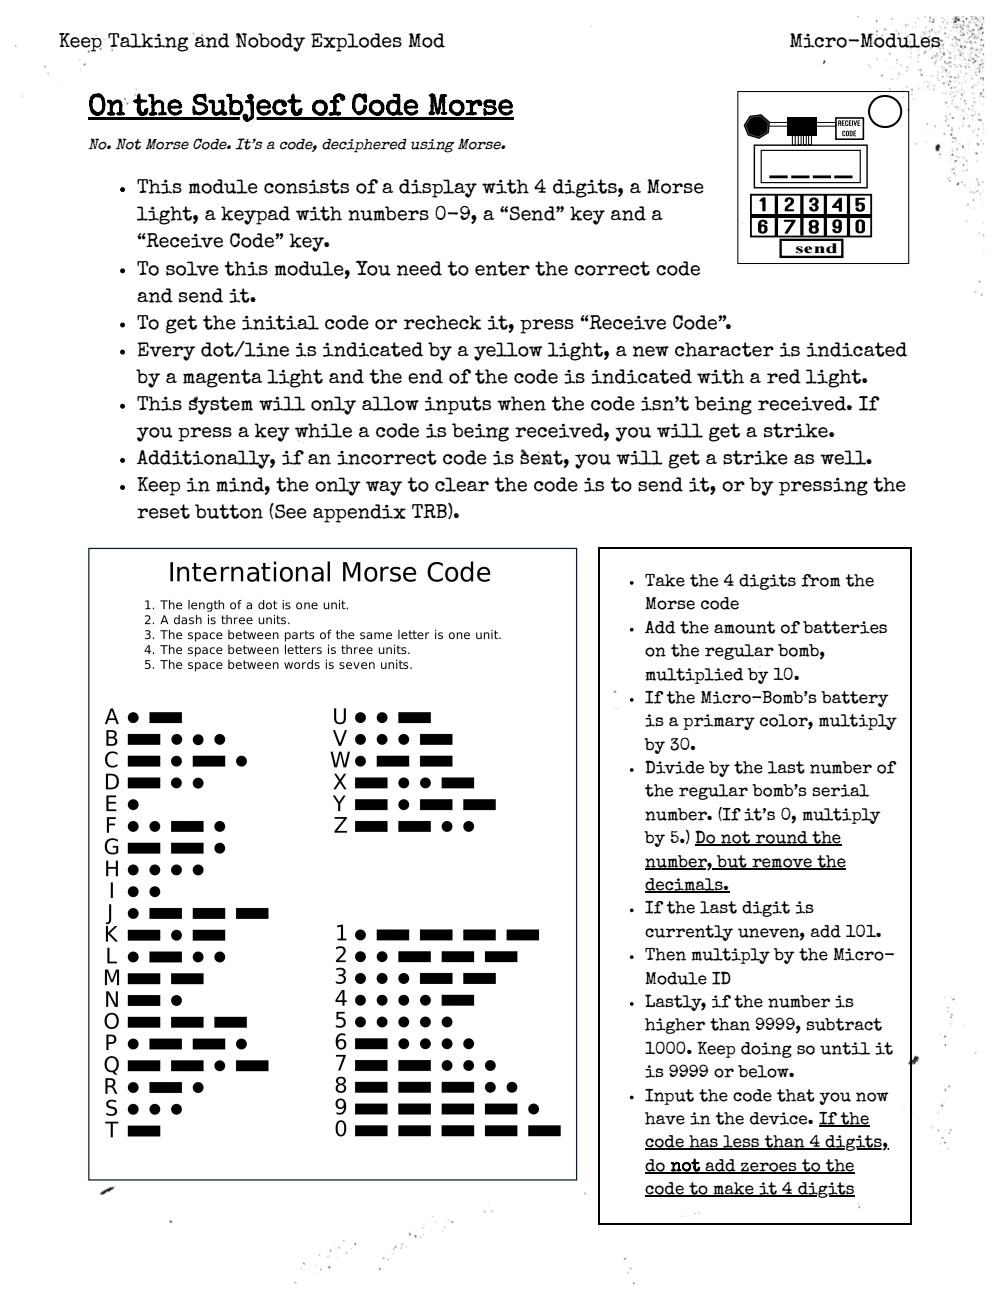 Keep Talking and Nobody Explodes Mod
Micro-Modules
On the Subject of Code Morse
No. Not Morse Code. It's a code, deciphered using Morse.
RECEIVE
CODE
1 2 3 4 5
6 7 8 9 0
send
• This module consists of a display with 4 digits, a Morse
light, a keypad with numbers 0-9, a “Send” key and a
“Receive Code” key.
• To solve this module, You need to enter the correct code
and send it.
• To get the initial code or recheck it, press “Receive Code”.
• Every dot/line is indicated by a yellow light, a new character is indicated
by a magenta light and the end of the code is indicated with a red light.
• This System will only allow inputs when the code isn't being received. If
you press a key while a code is being received, you will get a strike.
• Additionally, if an incorrect code is sent, you will get a strike as well.
• Keep in mind, the only way to clear the code is to send it, or by pressing the
reset button (See appendix TRB).
International Morse Code
1. The length of a dot is one unit.
2. A dash is three units.
3. The space between parts of the same letter is one unit.
4. The space between letters is three units.
5. The space between words is seven units.
A
B
C
D
E
F
G
H
I
J
K
L
M
N
O
P
Q
R
S
T
U
V
W
X
Y
Z
1
2
3
4
5
6
7
8
9
0
• Take the 4 digits from the
Morse code
• Add the amount of batteries
on the regular bomb,
multiplied by 10.
• If the Micro-Bomb's battery
is a primary color, multiply
by 30.
• Divide by the last number of
the regular bomb's serial
number. (If it's 0, multiply
by 5.) Do not round the
number, but remove the
decimals.
• If the last digit is
currently uneven, add 101.
• Then multiply by the Micro-
Module ID
• Lastly, if the number is
higher than 9999, subtract
1000. Keep doing so until it
is 9999 or below.
• Input the code that you now
have in the device. If the
code has less than 4 digits,
do not add zeroes to the
code to make it 4 digits